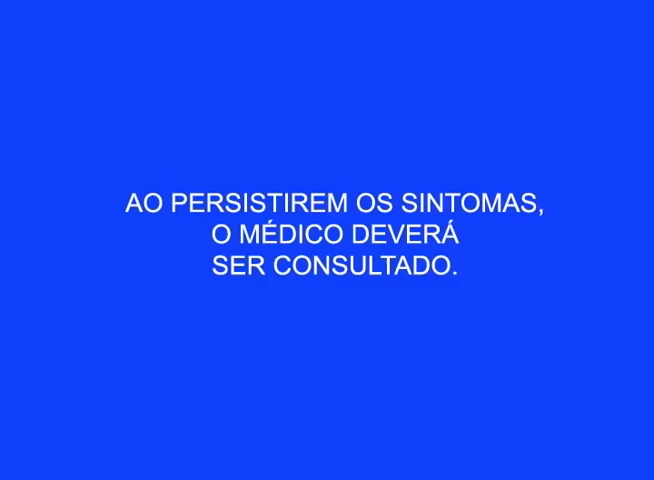 AO PERSISTIREM OS SINTOMAS,
O MÉDICO DEVERÁ
SER CONSULTADO.